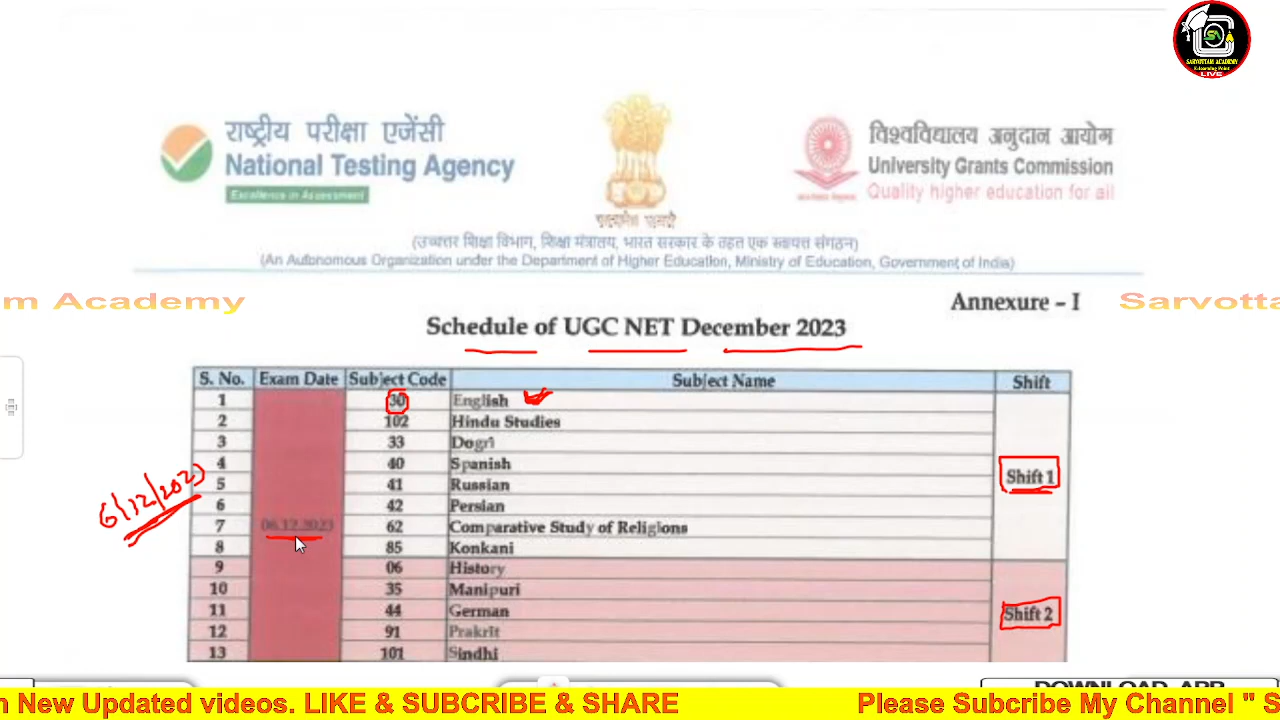 SARVOTTAM ACADEMY
E-learning Point
LIVE
राष्ट्रीय परीक्षा एजेंसी
National Testing Agency
Excellence in Assessment
विश्वविद्यालय अनुदान आयोग
University Grants Commission
Quality higher education for all
(उच्चतर शिक्षा विभाग, शिक्षा मंत्रालय, भारत सरकार के तहत एक स्वायत्त संगठन)
(An Autonomous Organization under the Department of Higher Education, Ministry of Education, Government of India)
m Academy
Sarvotta
Annexure – I
Schedule of UGC NET December 2023
S. No. Exam Date Subject Code Subject Name Shift
1 30 English
2 102 Hindu Studies
3 33 Dogri
4 40 Spanish
Shift 1
5 41 Russian
6/12/2023
6 42 Persian
7 06.12.2023 62 Comparative Study of Religions
8 85 Konkani
9 06 History
10 35 Manipuri
11 44 German
Shift 2
12 91 Prakrit
13 101 Sindhi
n New Updated videos. LIKE & SUBCRIBE & SHARE
Please Subcribe My Channel " S